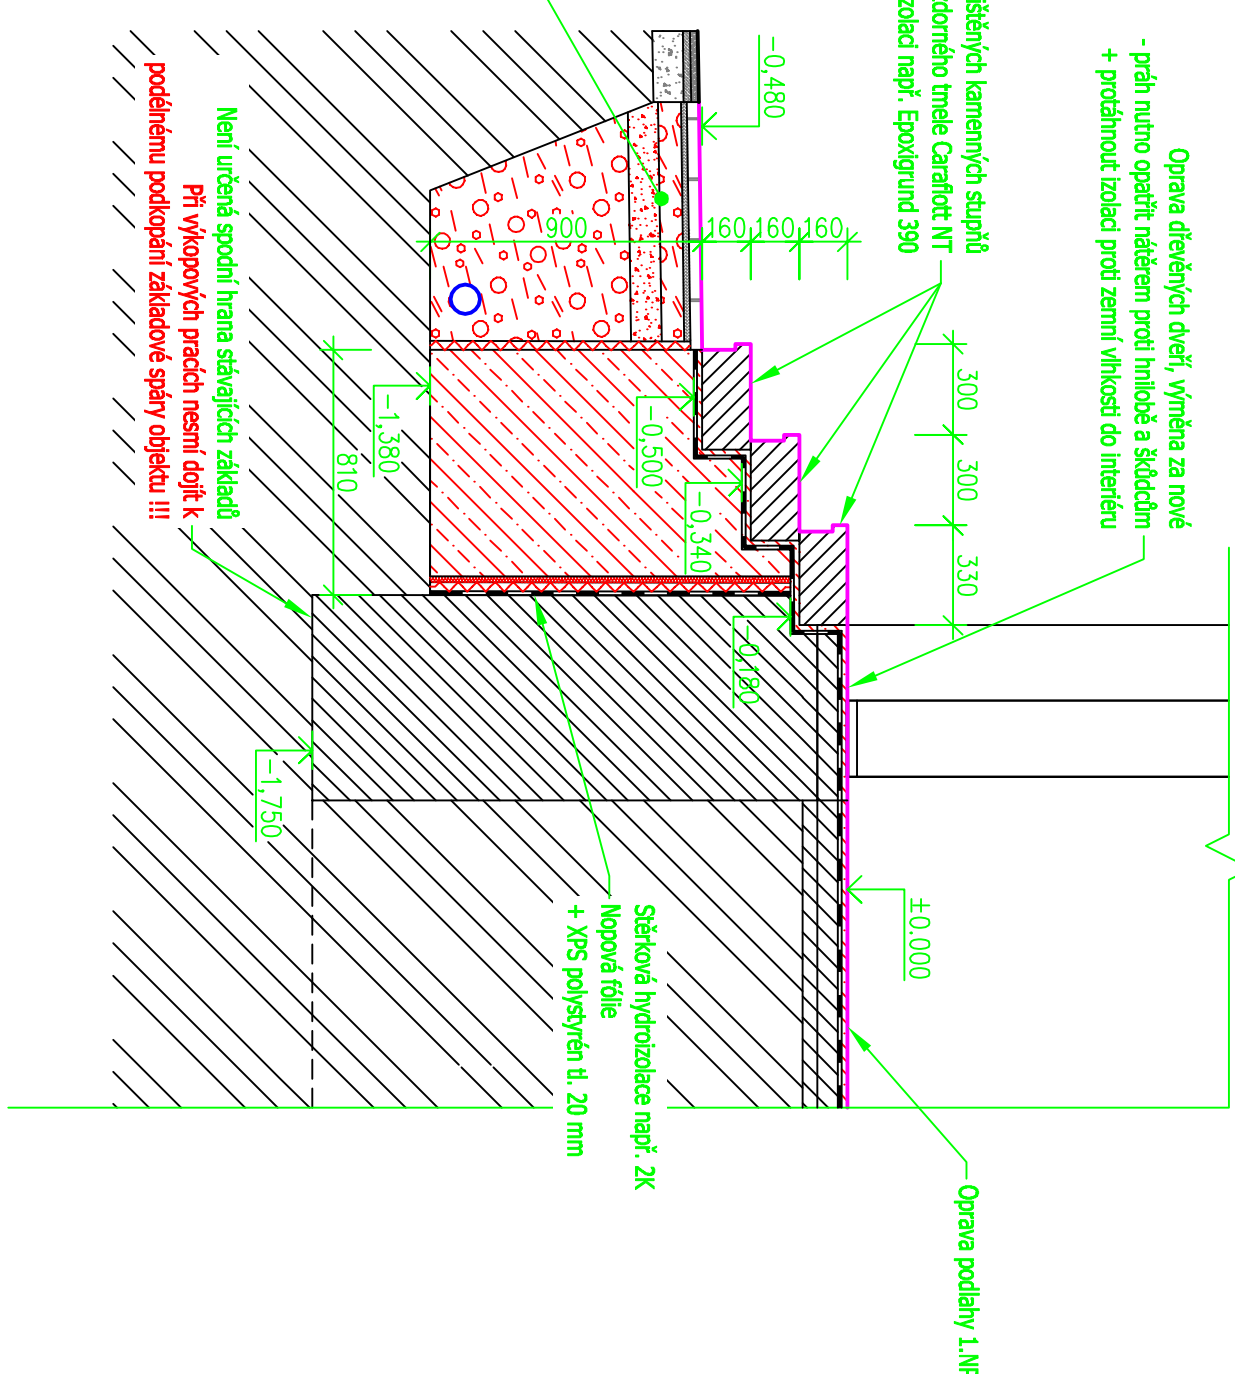 Oprava dřevěných dveří, výměna za nové
- práh nutno opatřit nátěrem proti hnilobě a škůdcům
+ protáhnout izolaci proti zemní vlhkosti do interiéru
ištěných kamenných stupňů
zdorného tmele Caraflott NT
izolaci např. Epoxigrund 390
-0,480
160
160
160
900
300
300
330
-0,500
-0,340
-0,180
-1,380
810
-1,750
±0.000
Oprava podlahy 1.NP
Stěrková hydroizolace např. 2K
Nopová fólie
+ XPS polystyrén tl. 20 mm
Není určená spodní hrana stávajících základů
Při výkopových pracích nesmí dojít k
podélnému podkopání základové spáry objektu !!!